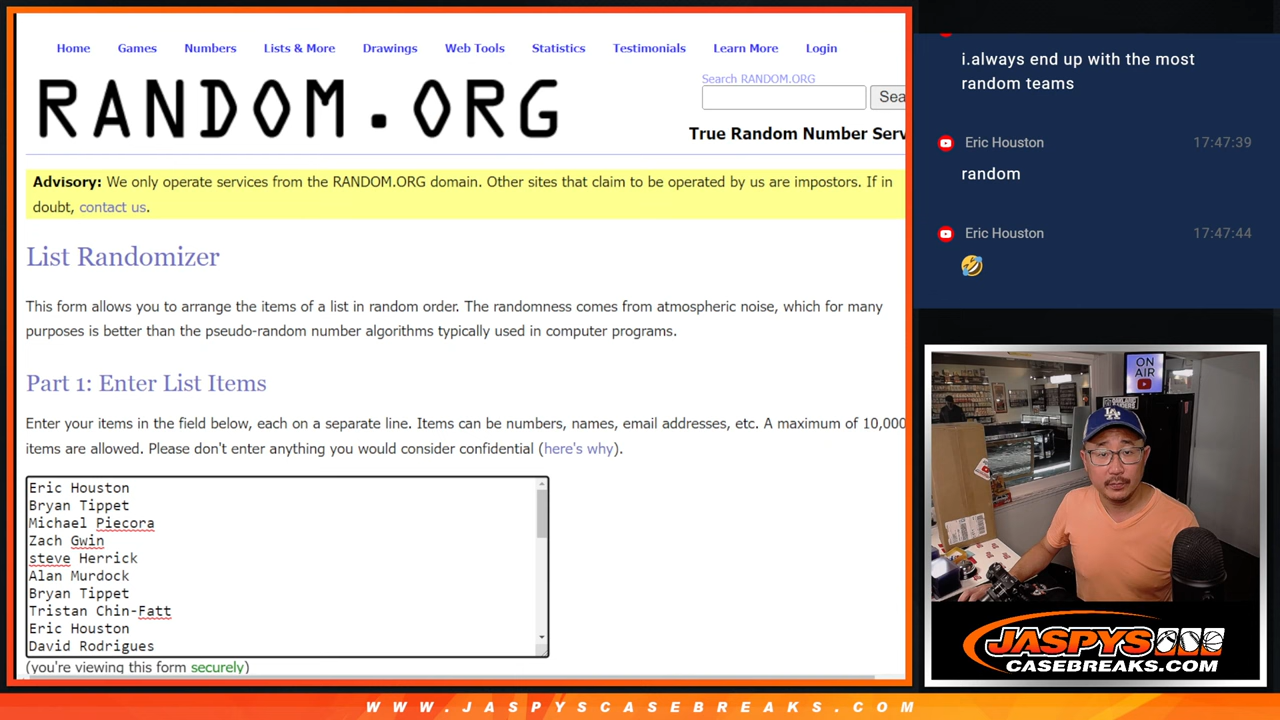 Home Games Numbers Lists & More Drawings Web Tools Statistics Testimonials Learn More Login
RANDOM.ORG
Search RANDOM.ORG
Sea
True Random Number Serv
Advisory: We only operate services from the RANDOM.ORG domain. Other sites that claim to be operated by us are impostors. If in
doubt, contact us.
List Randomizer
This form allows you to arrange the items of a list in random order. The randomness comes from atmospheric noise, which for many
purposes is better than the pseudo-random number algorithms typically used in computer programs.
Part 1: Enter List Items
Enter your items in the field below, each on a separate line. Items can be numbers, names, email addresses, etc. A maximum of 10,000
items are allowed. Please don't enter anything you would consider confidential (here's why).
Eric Houston
Bryan Tippet
Michael Piecora
Zach Gwin
steve Herrick
Alan Murdock
Bryan Tippet
Tristan Chin-Fatt
Eric Houston
David Rodrigues
(you're viewing this form securely)
i.always end up with the most
random teams
Eric Houston 17:47:39
random
Eric Houston 17:47:44
🤣
ON
AIR
LA
JASPYS
CASEBREAKS.COM
WWW.JASPYSCASEBREAKS.COM